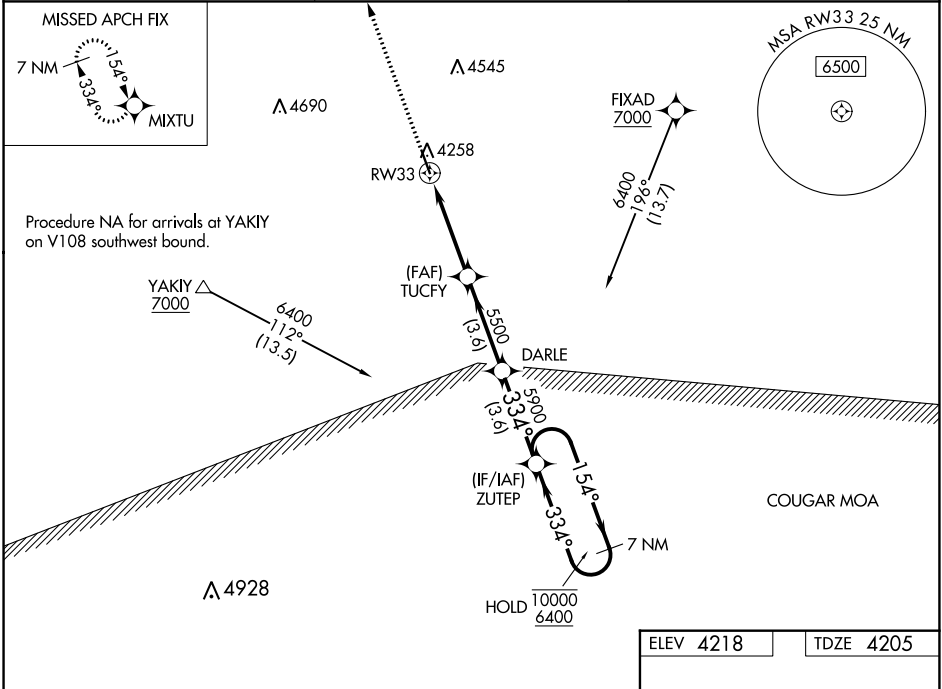 MISSED APCH FIX
7 NM
154°
334°
MIXTU
4690
4545
4258
RW33
FIXAD
7000
6400
196°
(13.7)
MSA RW33 25 NM
6500
Procedure NA for arrivals at YAKIY
on V108 southwest bound.
YAKIY
7000
6400
112°
(13.5)
(FAF)
TUCFY
5500
(3.6)
DARLE
5900
334°
(3.6)
(IF/IAF)
ZUTEP
154°
334°
7 NM
HOLD
10000
6400
COUGAR MOA
4928
ELEV 4218
TDZE 4205